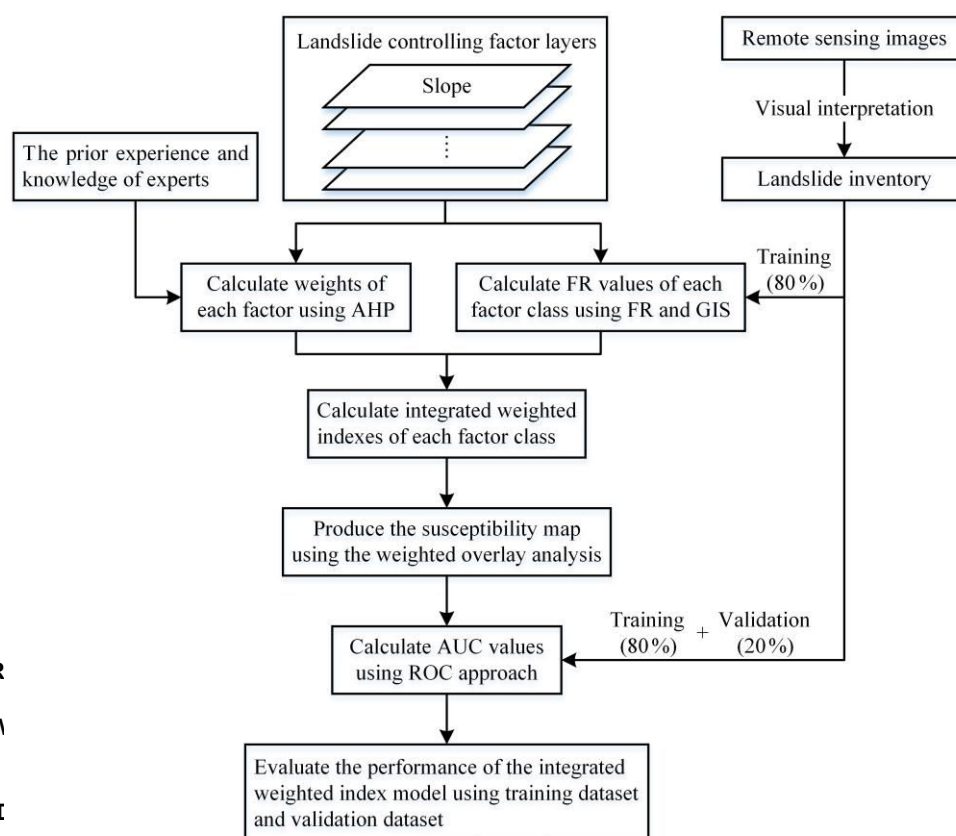 Landslide controlling factor layers
Slope
⋮
Remote sensing images
Visual interpretation
Landslide inventory
The prior experience and
knowledge of experts
Calculate weights of
each factor using AHP
Calculate FR values of each
factor class using FR and GIS
Training
(80%)
Calculate integrated weighted
indexes of each factor class
Produce the susceptibility map
using the weighted overlay analysis
Training + Validation
(80%) (20%)
Calculate AUC values
using ROC approach
Evaluate the performance of the integrated
weighted index model using training dataset
and validation dataset
R